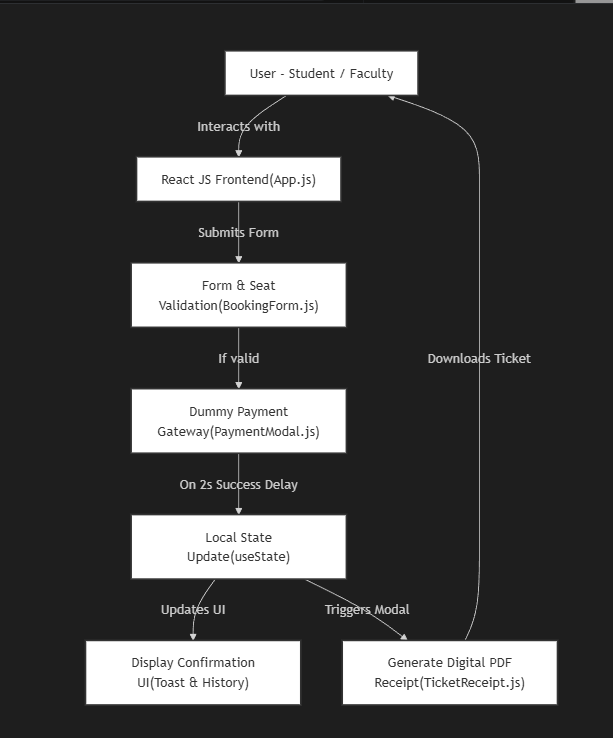 User - Student / Faculty
Interacts with
React JS Frontend(App.js)
Submits Form
Form & Seat
Validation(BookingForm.js)
If valid
Downloads Ticket
Dummy Payment
Gateway(PaymentModal.js)
On 2s Success Delay
Local State
Update(useState)
Updates UI
Triggers Modal
Display Confirmation
UI(Toast & History)
Generate Digital PDF
Receipt(TicketReceipt.js)